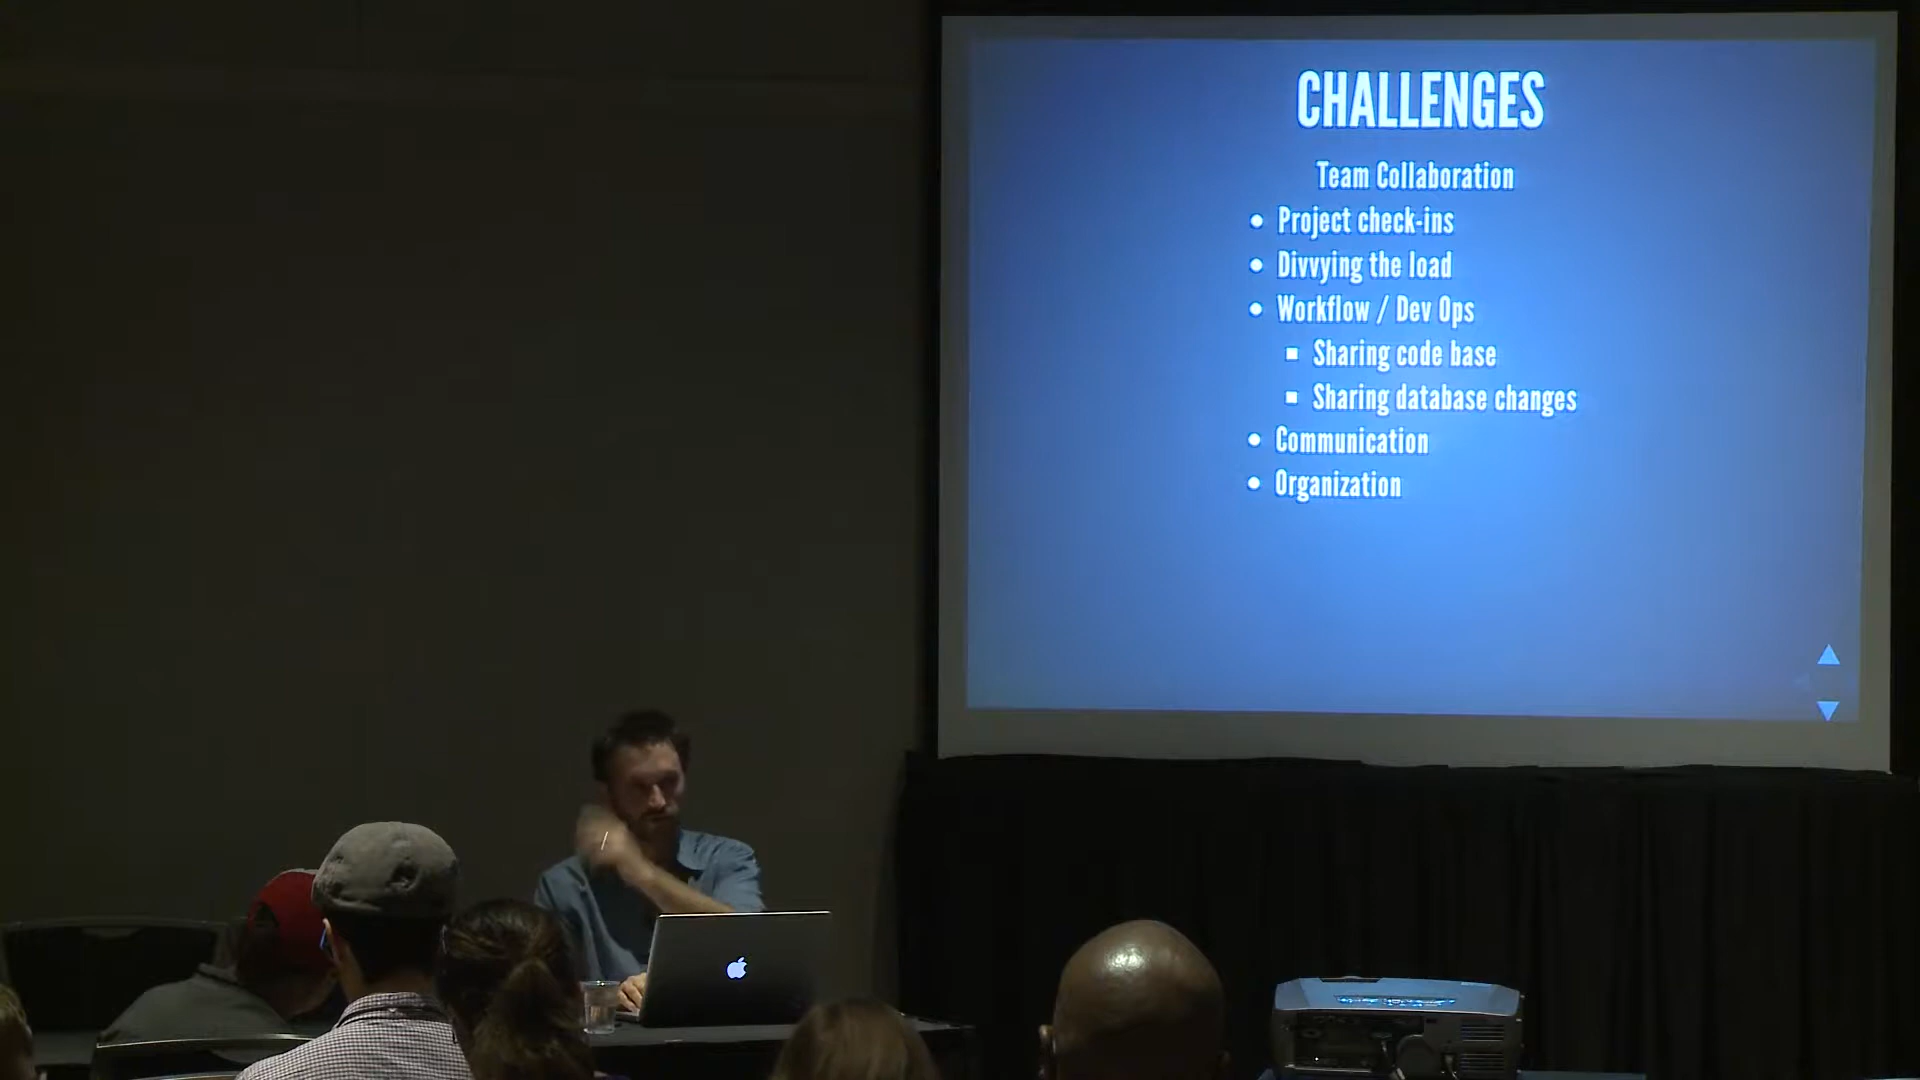 CHALLENGES
Team Collaboration
Project check-ins
Divvying the load
Workflow / Dev Ops
Sharing code base
Sharing database changes
Communication
Organization